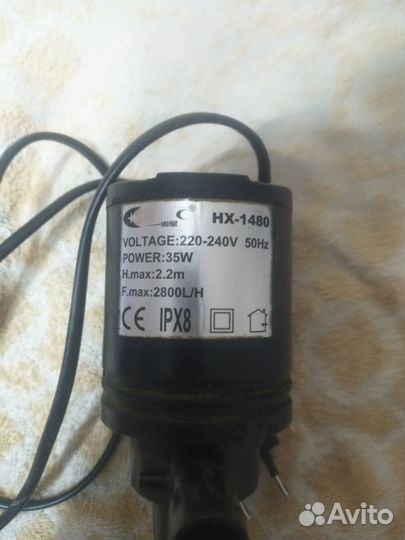 HX-1480
VOLTAGE:220-240V 50Hz
POWER:35W
H.max:2.2m
F.max:2800L/H
CE IPX8
Avito